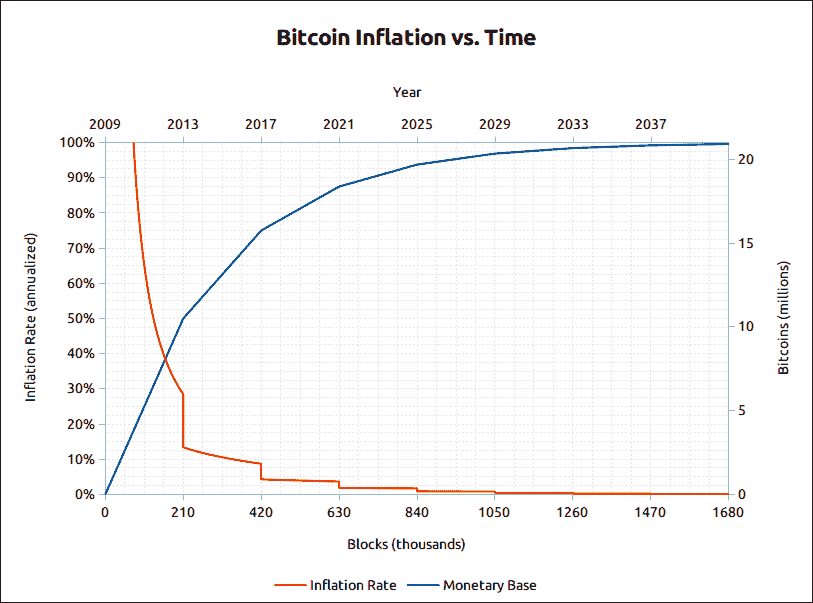 Bitcoin Inflation vs. Time
Year
2009 2013 2017 2021 2025 2029 2033 2037
100%
90%
80%
70%
60%
50%
40%
30%
20%
10%
0%
Inflation Rate (annualized)
20
15
10
5
0
Bitcoins (millions)
0 210 420 630 840 1050 1260 1470 1680
Blocks (thousands)
Inflation Rate Monetary Base